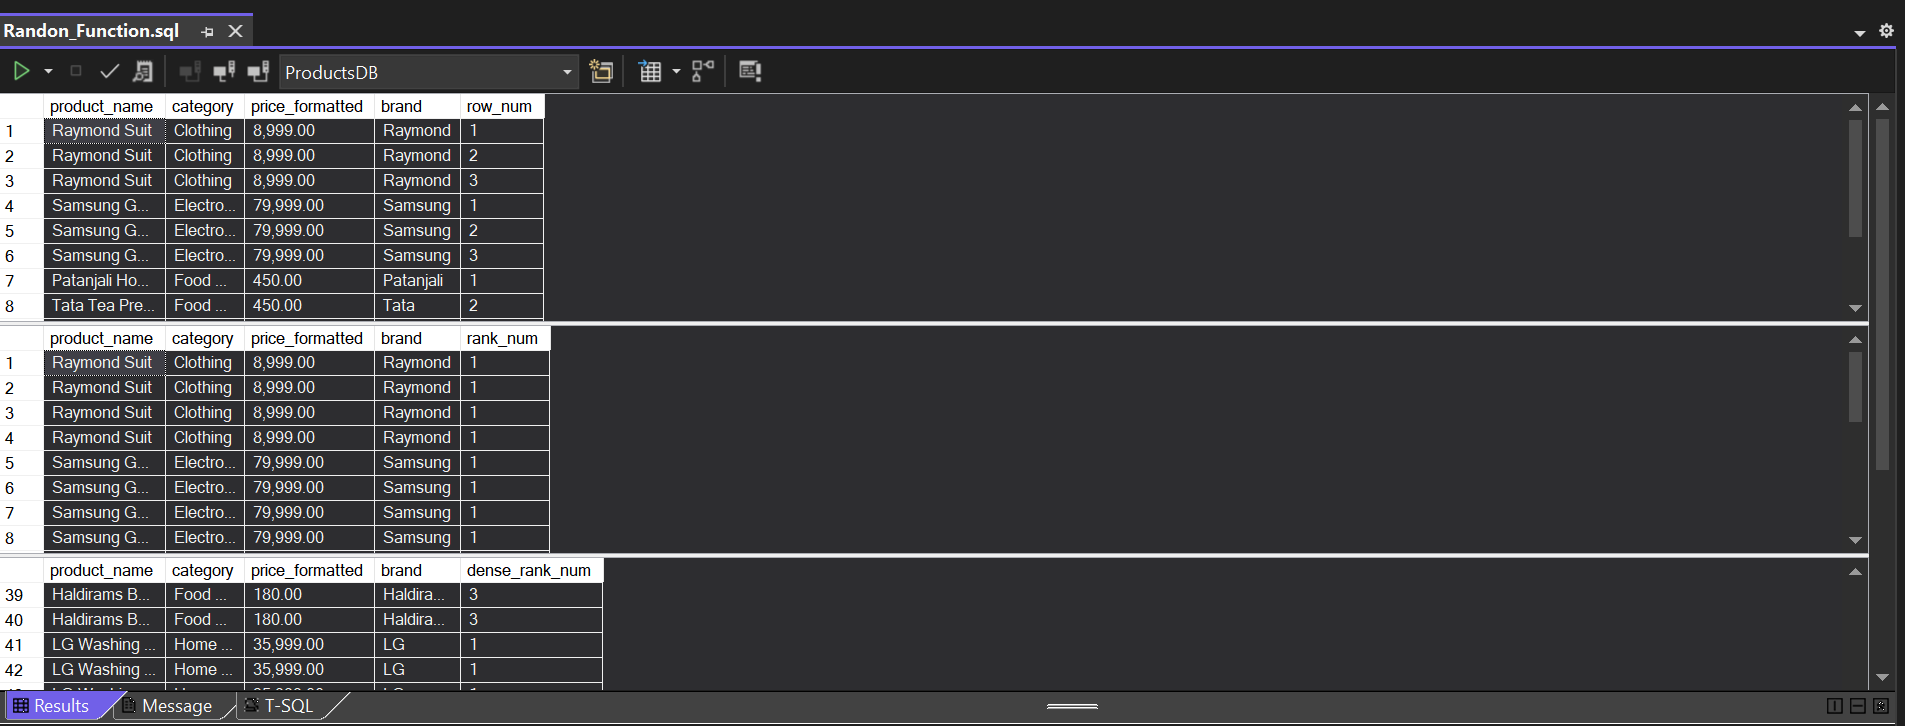 Randon_Function.sql
ProductsDB
product_name category price_formatted brand row_num
1 Raymond Suit Clothing 8,999.00 Raymond 1
2 Raymond Suit Clothing 8,999.00 Raymond 2
3 Raymond Suit Clothing 8,999.00 Raymond 3
4 Samsung G... Electro... 79,999.00 Samsung 1
5 Samsung G... Electro... 79,999.00 Samsung 2
6 Samsung G... Electro... 79,999.00 Samsung 3
7 Patanjali Ho... Food ... 450.00 Patanjali 1
8 Tata Tea Pre... Food ... 450.00 Tata 2
product_name category price_formatted brand rank_num
1 Raymond Suit Clothing 8,999.00 Raymond 1
2 Raymond Suit Clothing 8,999.00 Raymond 1
3 Raymond Suit Clothing 8,999.00 Raymond 1
4 Raymond Suit Clothing 8,999.00 Raymond 1
5 Samsung G... Electro... 79,999.00 Samsung 1
6 Samsung G... Electro... 79,999.00 Samsung 1
7 Samsung G... Electro... 79,999.00 Samsung 1
8 Samsung G... Electro... 79,999.00 Samsung 1
product_name category price_formatted brand dense_rank_num
39 Haldirams B... Food ... 180.00 Haldira... 3
40 Haldirams B... Food ... 180.00 Haldira... 3
41 LG Washing ... Home ... 35,999.00 LG 1
42 LG Washing ... Home ... 35,999.00 LG 1
Results Message T-SQL